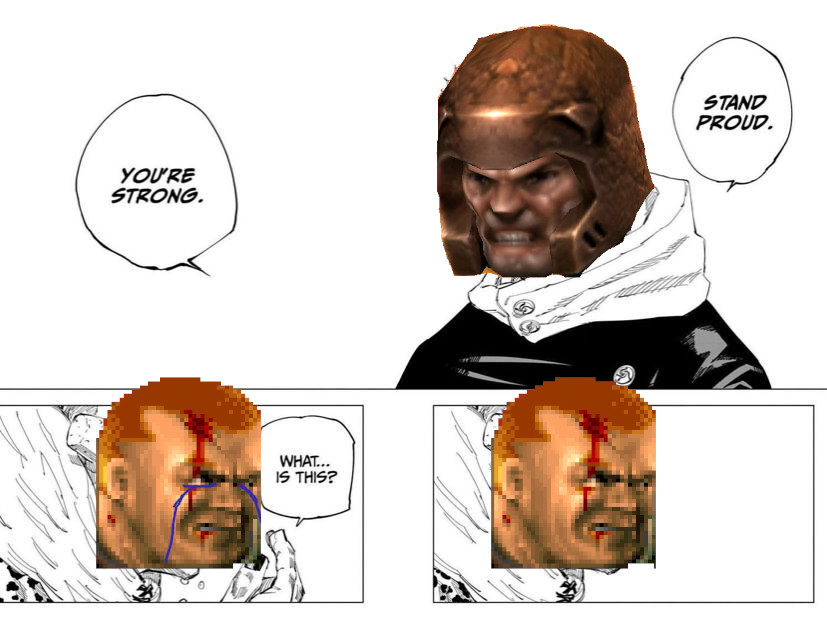 STAND
PROUD.
YOU'RE
STRONG.
WHAT...
IS THIS?